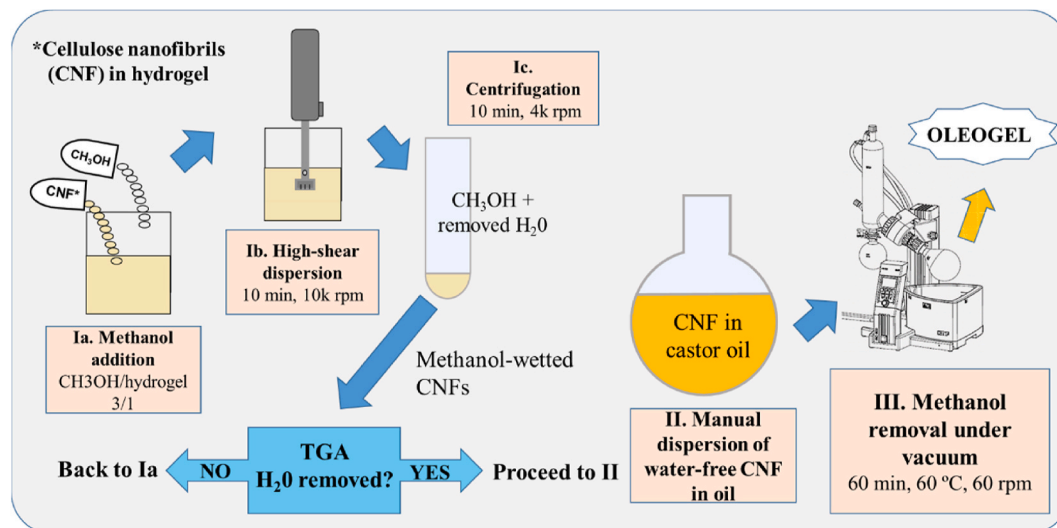 *Cellulose nanofibrils
(CNF) in hydrogel
CH₃OH
CNF*
Ia. Methanol
addition
CH3OH/hydrogel
3/1
Ib. High-shear
dispersion
10 min, 10k rpm
Ic.
Centrifugation
10 min, 4k rpm
CH₃OH +
removed H₂0
Methanol-wetted
CNFs
TGA
H₂0 removed?
NO
YES
Back to Ia
Proceed to II
CNF in
castor oil
II. Manual
dispersion of
water-free CNF
in oil
OLEOGEL
III. Methanol
removal under
vacuum
60 min, 60 ºC, 60 rpm